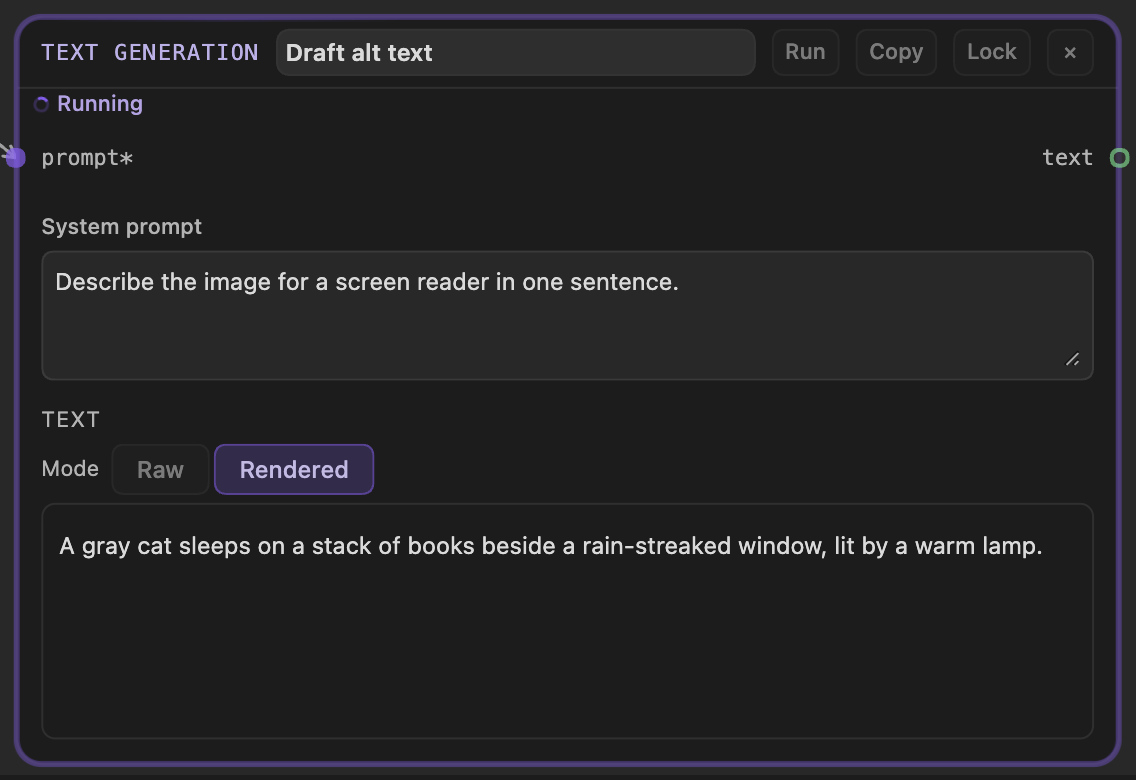 TEXT GENERATION Draft alt text Run Copy Lock ×
Running
prompt* text
System prompt
Describe the image for a screen reader in one sentence.
TEXT
Mode Raw Rendered
A gray cat sleeps on a stack of books beside a rain-streaked window, lit by a warm lamp.